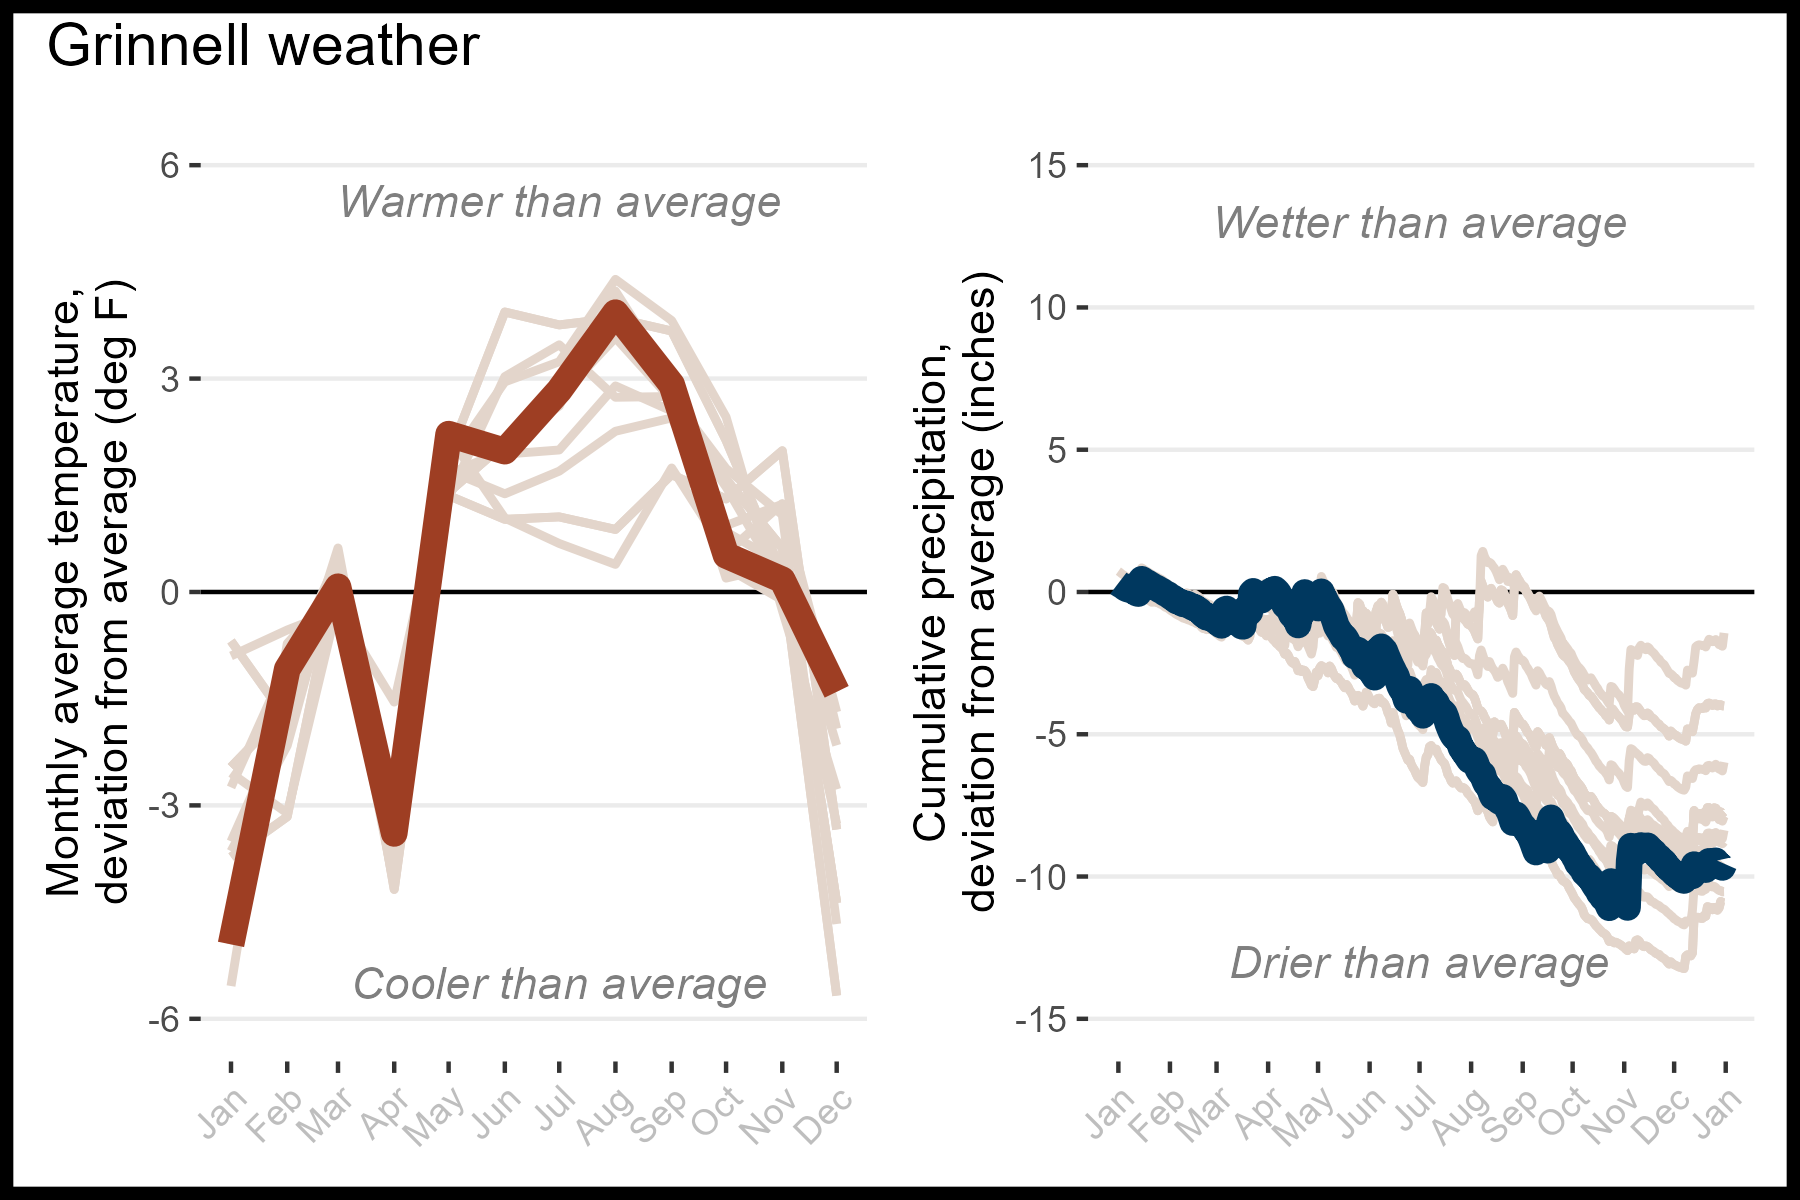 Grinnell weather
Monthly average temperature,
deviation from average (deg F)
6
3
0
-3
-6
Warmer than average
Cooler than average
Jan
Feb
Mar
Apr
May
Jun
Jul
Aug
Sep
Oct
Nov
Dec
Cumulative precipitation,
deviation from average (inches)
15
10
5
0
-5
-10
-15
Wetter than average
Drier than average
Jan
Feb
Mar
Apr
May
Jun
Jul
Aug
Sep
Oct
Nov
Dec
Jan